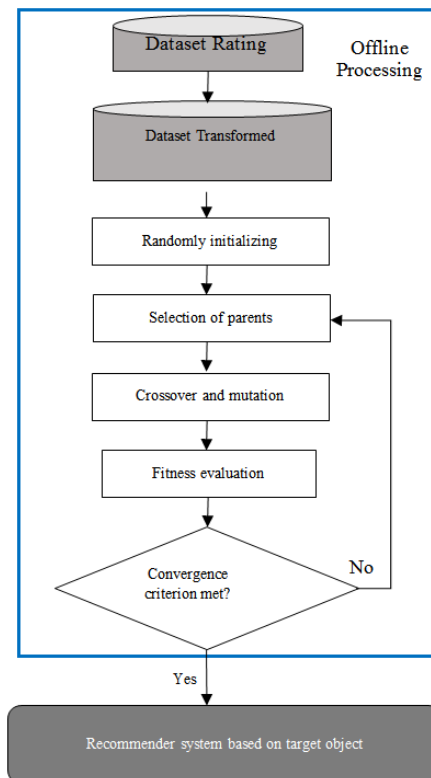 Dataset Rating
Offline
Processing
Dataset Transformed
Randomly initializing
Selection of parents
Crossover and mutation
Fitness evaluation
Convergence
criterion met?
No
Yes
Recommender system based on target object